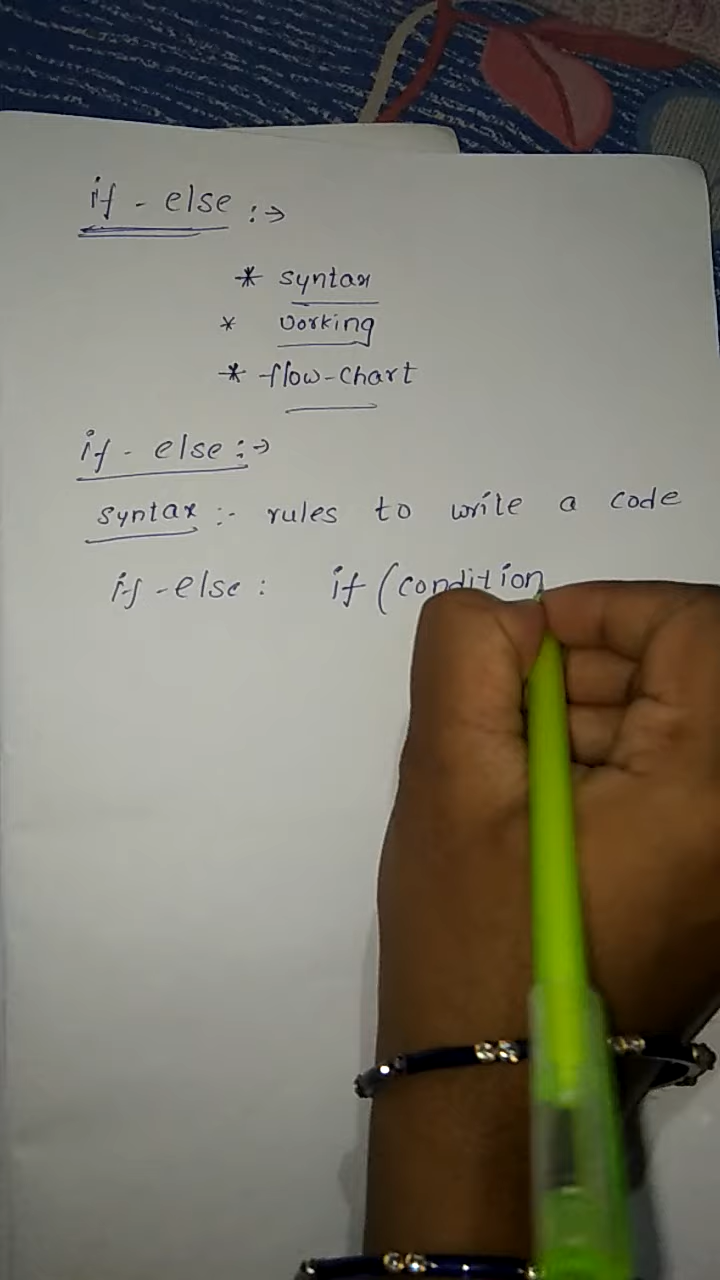 if - else :→
* syntax
* working
* flow-chart
if - else :→
syntax :- rules to write a code
if - else : if (condition